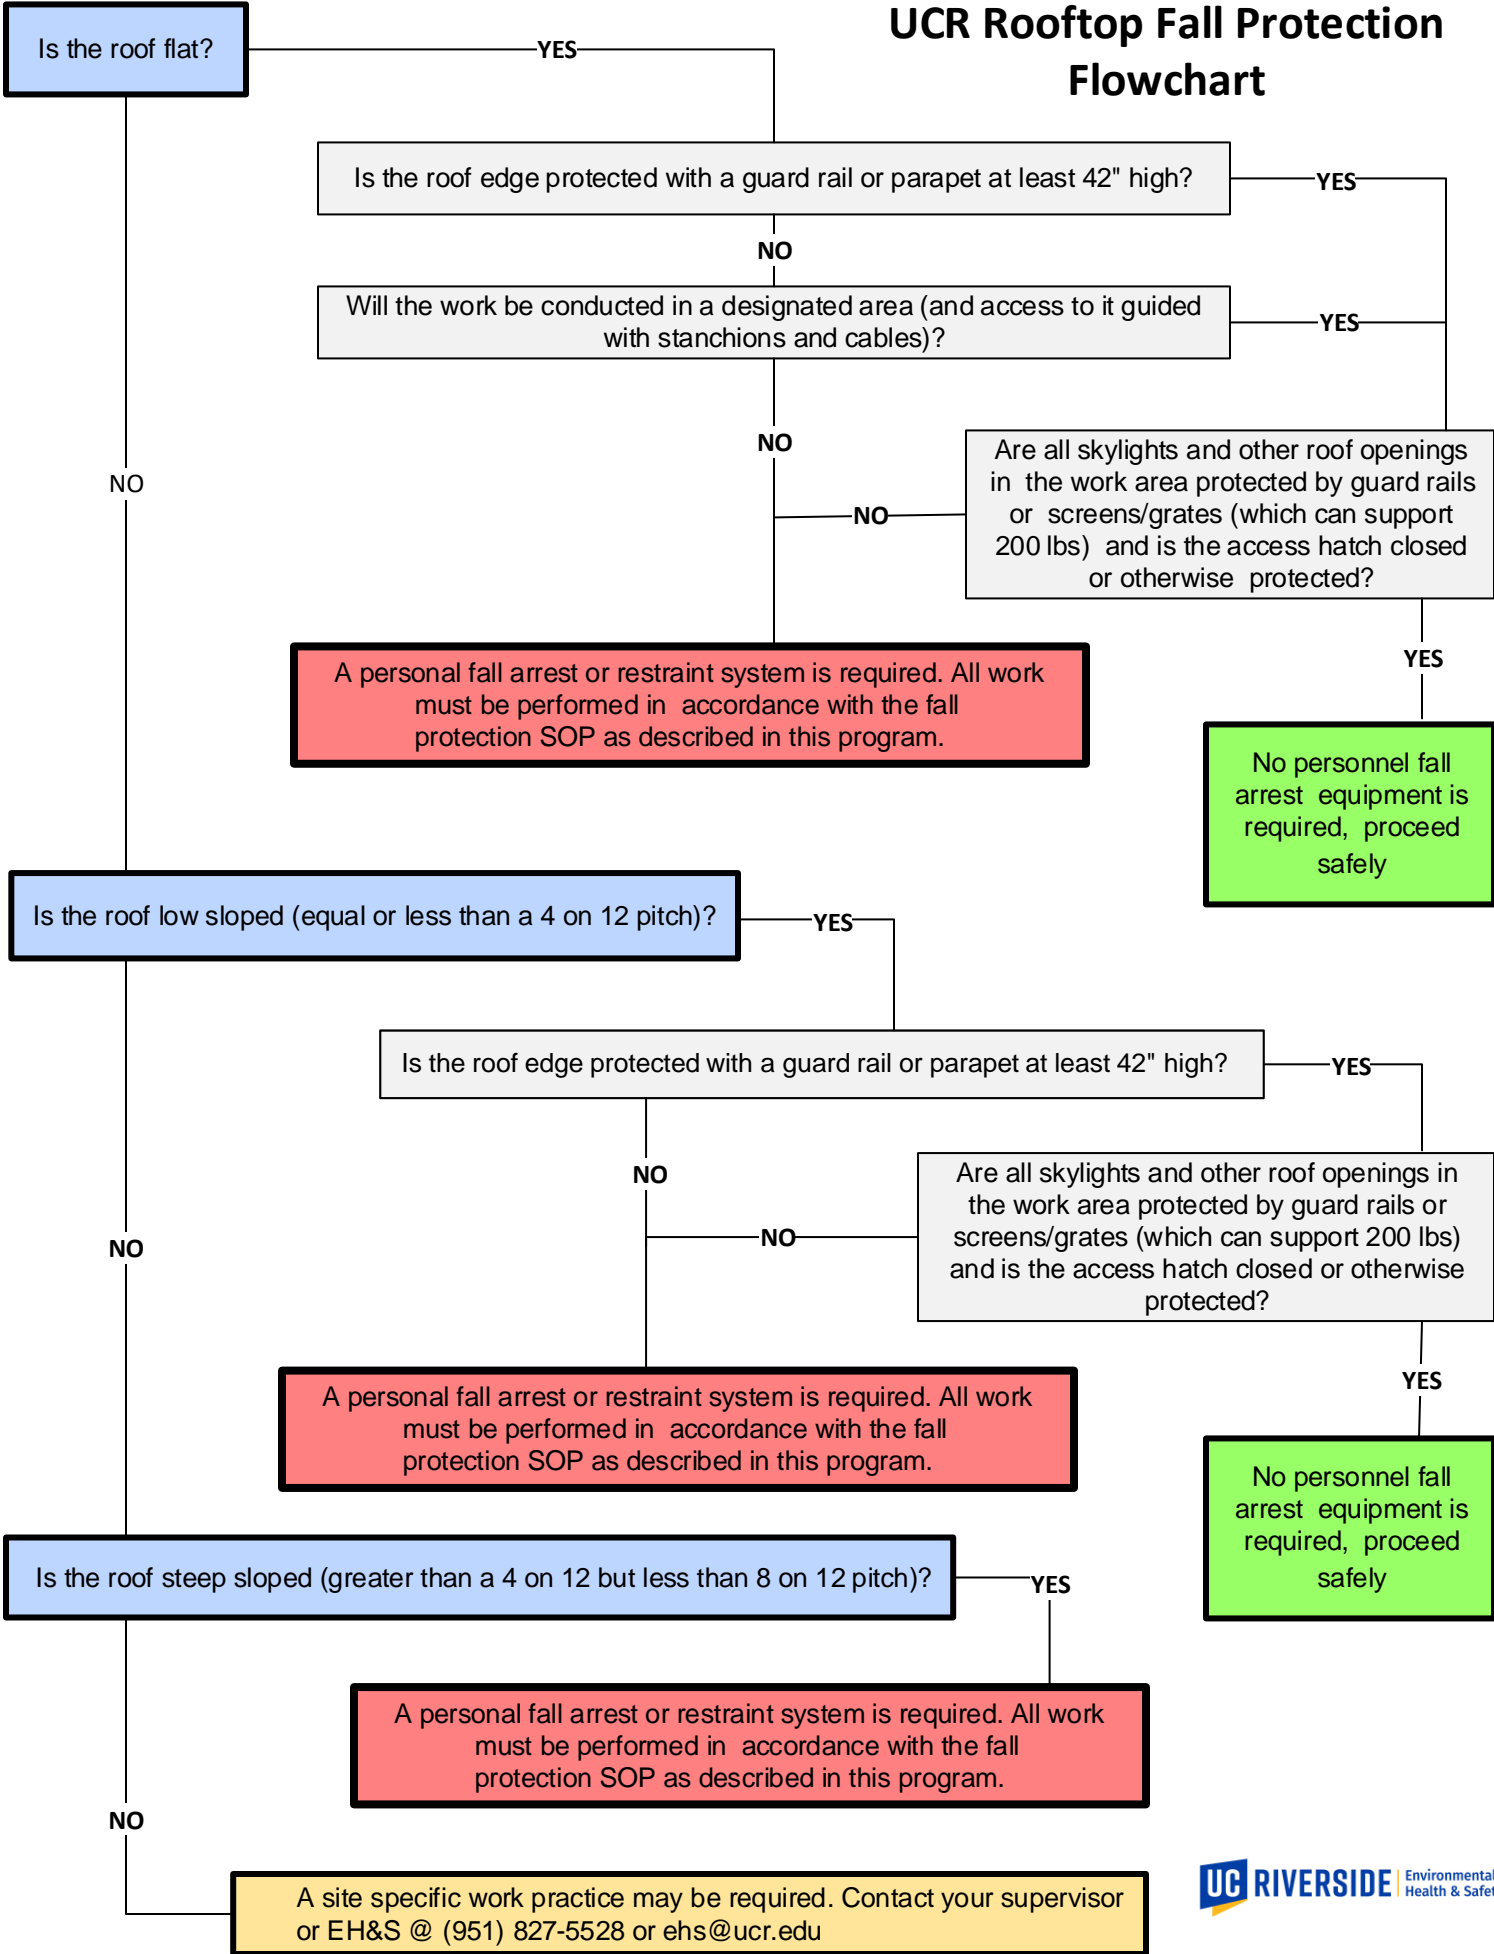 UCR Rooftop Fall Protection
Flowchart
Is the roof flat?
YES
Is the roof edge protected with a guard rail or parapet at least 42" high?
YES
NO
Will the work be conducted in a designated area (and access to it guided
with stanchions and cables)?
YES
NO
NO
Are all skylights and other roof openings
in the work area protected by guard rails
or screens/grates (which can support
200 lbs) and is the access hatch closed
or otherwise protected?
NO
YES
A personal fall arrest or restraint system is required. All work
must be performed in accordance with the fall
protection SOP as described in this program.
No personnel fall
arrest equipment is
required, proceed
safely
Is the roof low sloped (equal or less than a 4 on 12 pitch)?
YES
Is the roof edge protected with a guard rail or parapet at least 42" high?
YES
NO
NO
Are all skylights and other roof openings in
the work area protected by guard rails or
screens/grates (which can support 200 lbs)
and is the access hatch closed or otherwise
protected?
NO
YES
A personal fall arrest or restraint system is required. All work
must be performed in accordance with the fall
protection SOP as described in this program.
No personnel fall
arrest equipment is
required, proceed
safely
Is the roof steep sloped (greater than a 4 on 12 but less than 8 on 12 pitch)?
YES
A personal fall arrest or restraint system is required. All work
must be performed in accordance with the fall
protection SOP as described in this program.
NO
A site specific work practice may be required. Contact your supervisor
or EH&S @ (951) 827-5528 or ehs@ucr.edu
UC RIVERSIDE
Environmental
Health & Safet